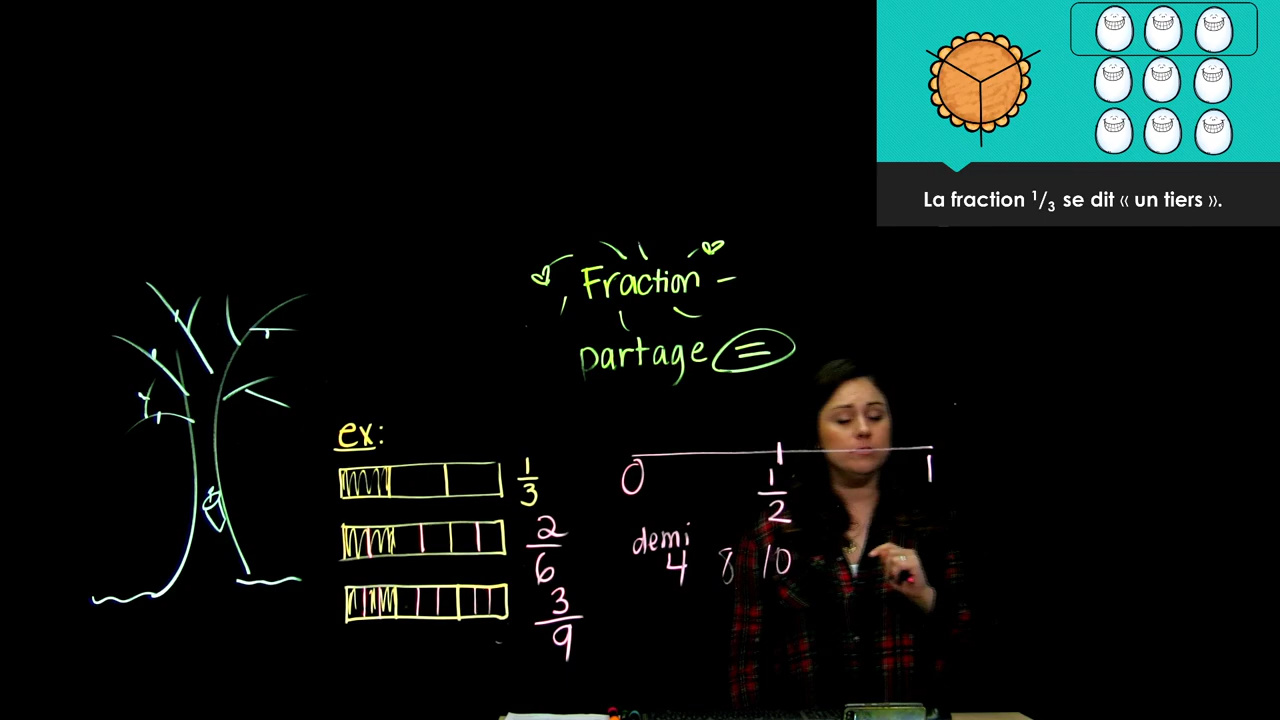 La fraction 1/3 se dit « un tiers ».
Fraction -
partage =
ex:
1/3
2/6
3/9
0 1/2 1
demi
4 8 10